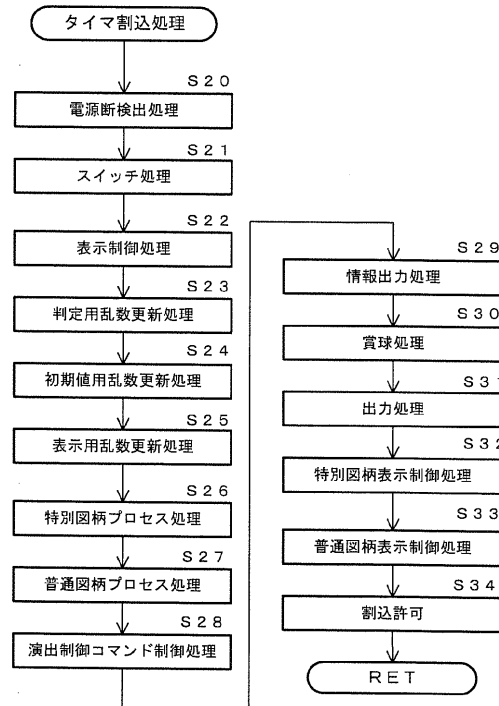 タイマ割込処理
S20
電源断検出処理
S21
スイッチ処理
S22
表示制御処理
S23
判定用乱数更新処理
S24
初期値用乱数更新処理
S25
表示用乱数更新処理
S26
特別図柄プロセス処理
S27
普通図柄プロセス処理
S28
演出制御コマンド制御処理
S29
情報出力処理
S30
賞球処理
S31
出力処理
S32
特別図柄表示制御処理
S33
普通図柄表示制御処理
S34
割込許可
RET